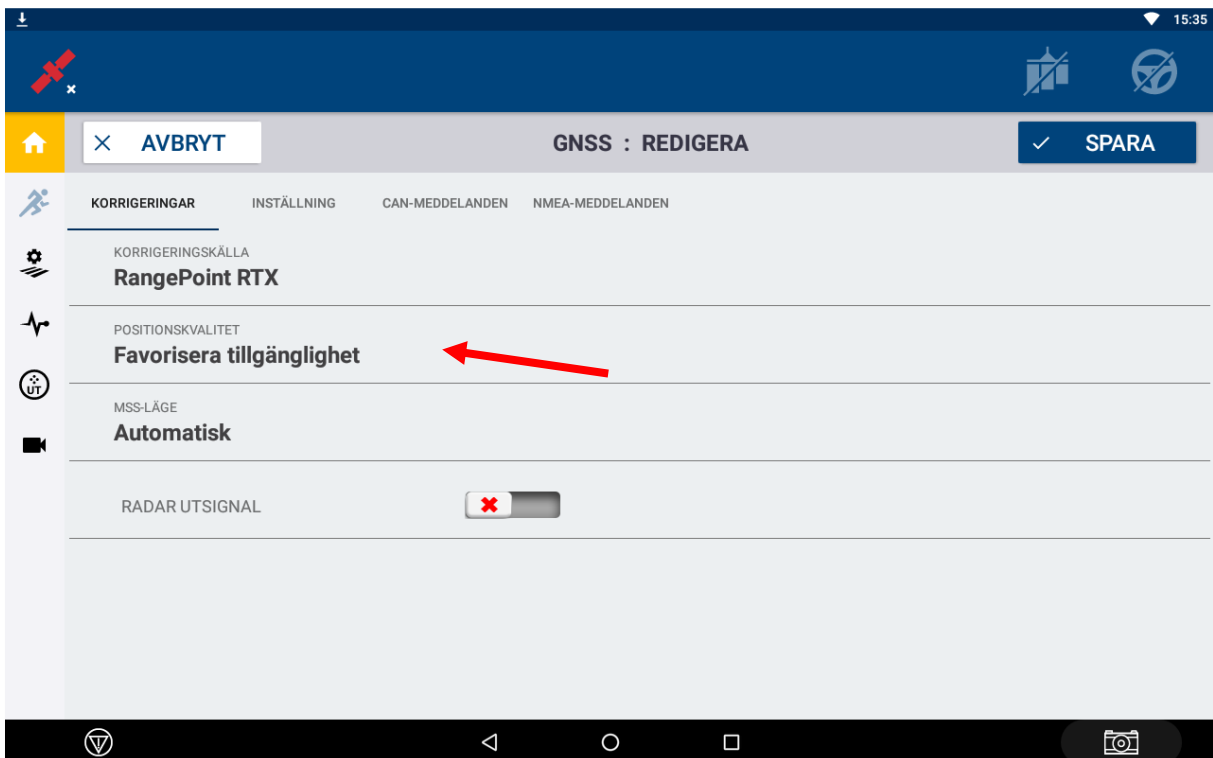 15:35
AVBRYT
GNSS : REDIGERA
SPARA
KORRIGERINGAR INSTÄLLNING CAN-MEDDELANDEN NMEA-MEDDELANDEN
KORRIGERINGSKÄLLA
RangePoint RTX
POSITIONSKVALITET
Favorisera tillgänglighet
UT
MSS-LÄGE
Automatisk
RADAR UTSIGNAL